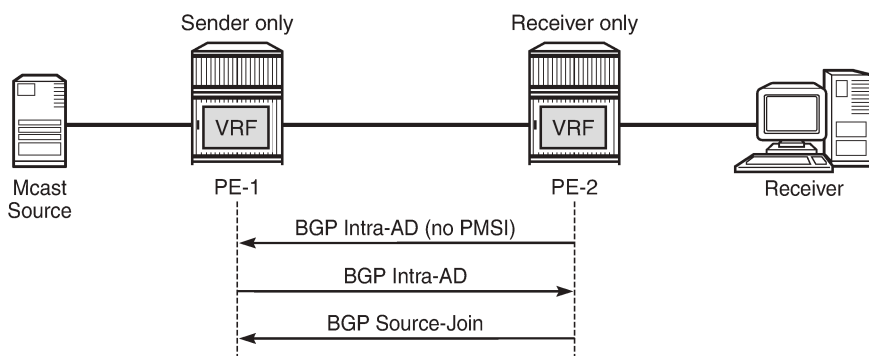 Sender only
Receiver only
VRF
VRF
Mcast
Source
PE-1
PE-2
Receiver
BGP Intra-AD (no PMSI)
BGP Intra-AD
BGP Source-Join